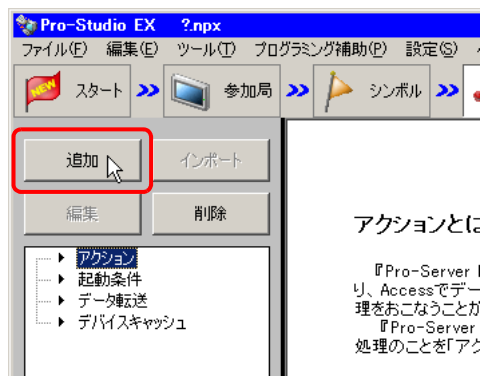 Pro-Studio EX ?.npx
ファイル(F) 編集(E) ツール(T) プログラミング補助(P) 設定(S)
NEW スタート 参加局 シンボル
追加 インポート
編集 削除
アクション
起動条件
データ転送
デバイスキャッシュ
アクションとは
『Pro-Server
り、Accessでデー
理をおこなうことが
『Pro-Server
処理のことを「アク